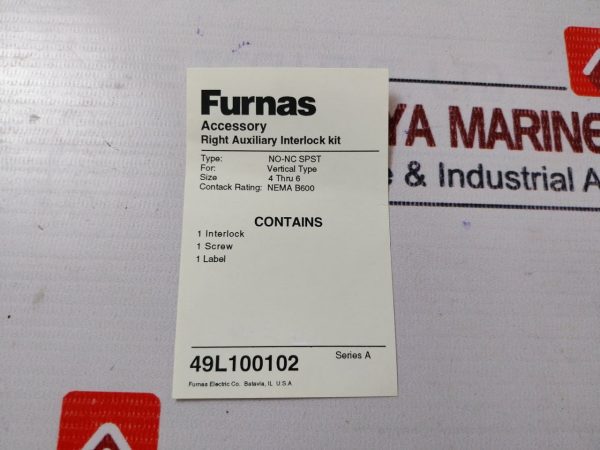 Furnas
Accessory
Right Auxiliary Interlock kit
Type: NO-NC SPST
For: Vertical Type
Size 4 Thru 6
Contack Rating: NEMA B600
CONTAINS
1 Interlock
1 Screw
1 Label
49L100102 Series A
Furnas Electric Co. Batavia, IL U.S.A
YA MARINE
& Industrial A